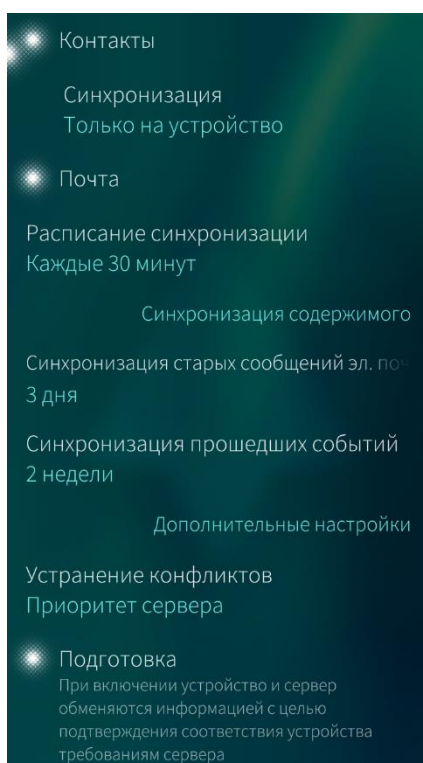 Контакты
Синхронизация
Только на устройство
Почта
Расписание синхронизации
Каждые 30 минут
Синхронизация содержимого
Синхронизация старых сообщений эл.
3 дня
Синхронизация прошедших событий
2 недели
Дополнительные настройки
Устранение конфликтов
Приоритет сервера
Подготовка
При включении устройство и сервер
обмениваются информацией с целью
подтверждения соответствия устройства
требованиям сервера